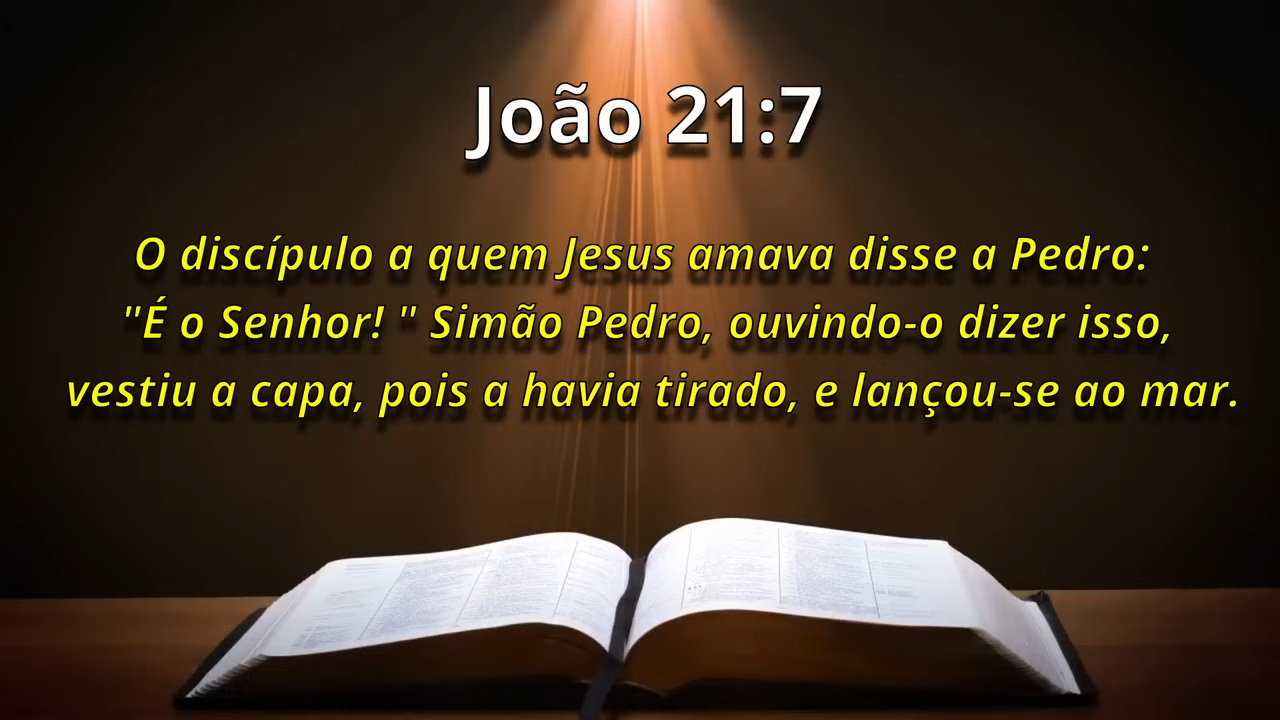 João 21:7
O discípulo a quem Jesus amava disse a Pedro:
"É o Senhor! " Simão Pedro, ouvindo-o dizer isso,
vestiu a capa, pois a havia tirado, e lançou-se ao mar.